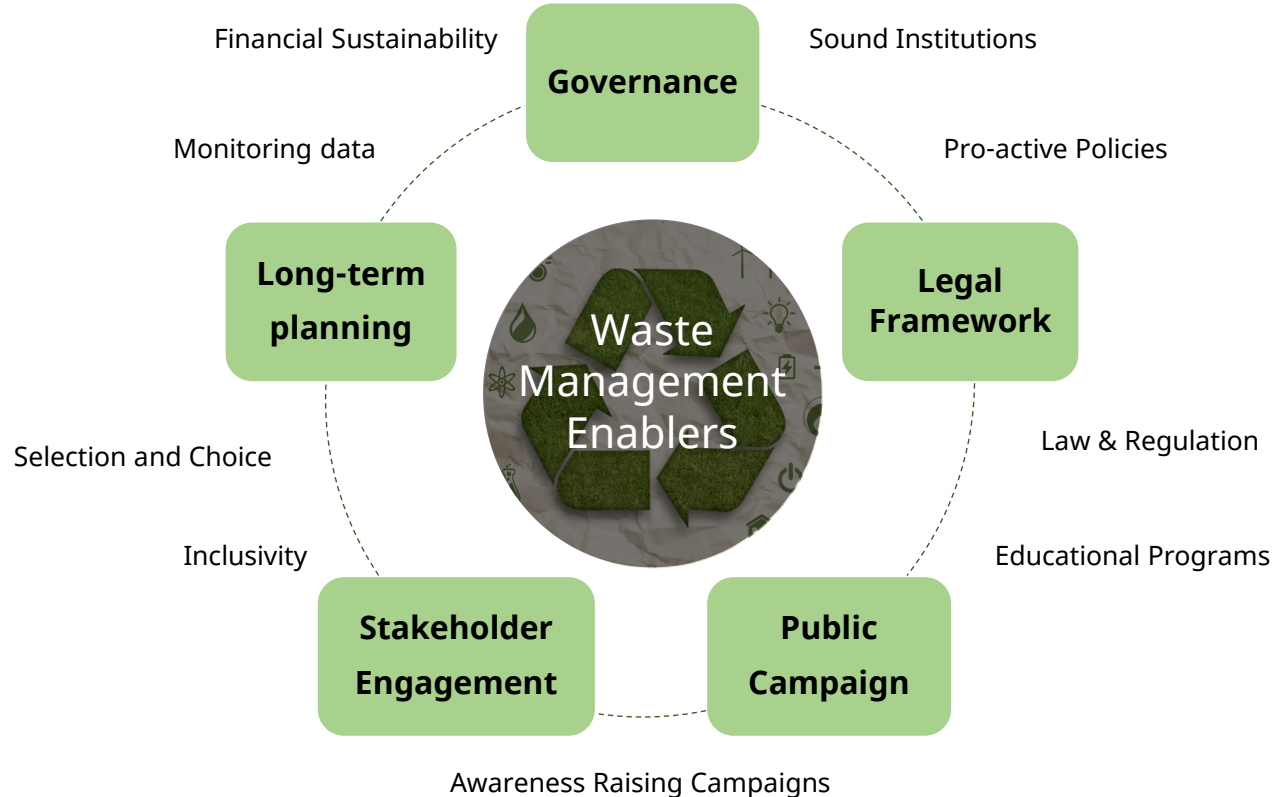 Financial Sustainability
Governance
Sound Institutions
Monitoring data
Pro-active Policies
Long-term
planning
Waste
Management
Enablers
Legal
Framework
Selection and Choice
Law & Regulation
Inclusivity
Educational Programs
Stakeholder
Engagement
Public
Campaign
Awareness Raising Campaigns